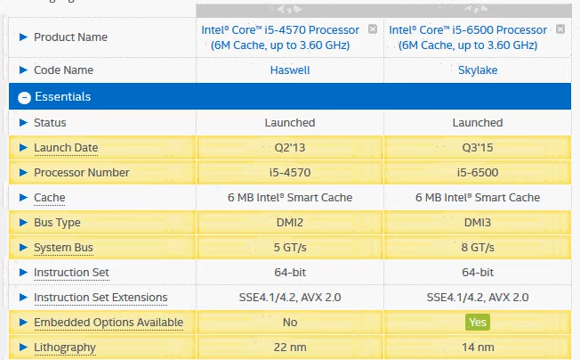 Product Name Intel® Core™ i5-4570 Processor (6M Cache, up to 3.60 GHz) Intel® Core™ i5-6500 Processor (6M Cache, up to 3.60 GHz)
Code Name Haswell Skylake
Essentials
Status Launched Launched
Launch Date Q2'13 Q3'15
Processor Number i5-4570 i5-6500
Cache 6 MB Intel® Smart Cache 6 MB Intel® Smart Cache
Bus Type DMI2 DMI3
System Bus 5 GT/s 8 GT/s
Instruction Set 64-bit 64-bit
Instruction Set Extensions SSE4.1/4.2, AVX 2.0 SSE4.1/4.2, AVX 2.0
Embedded Options Available No Yes
Lithography 22 nm 14 nm